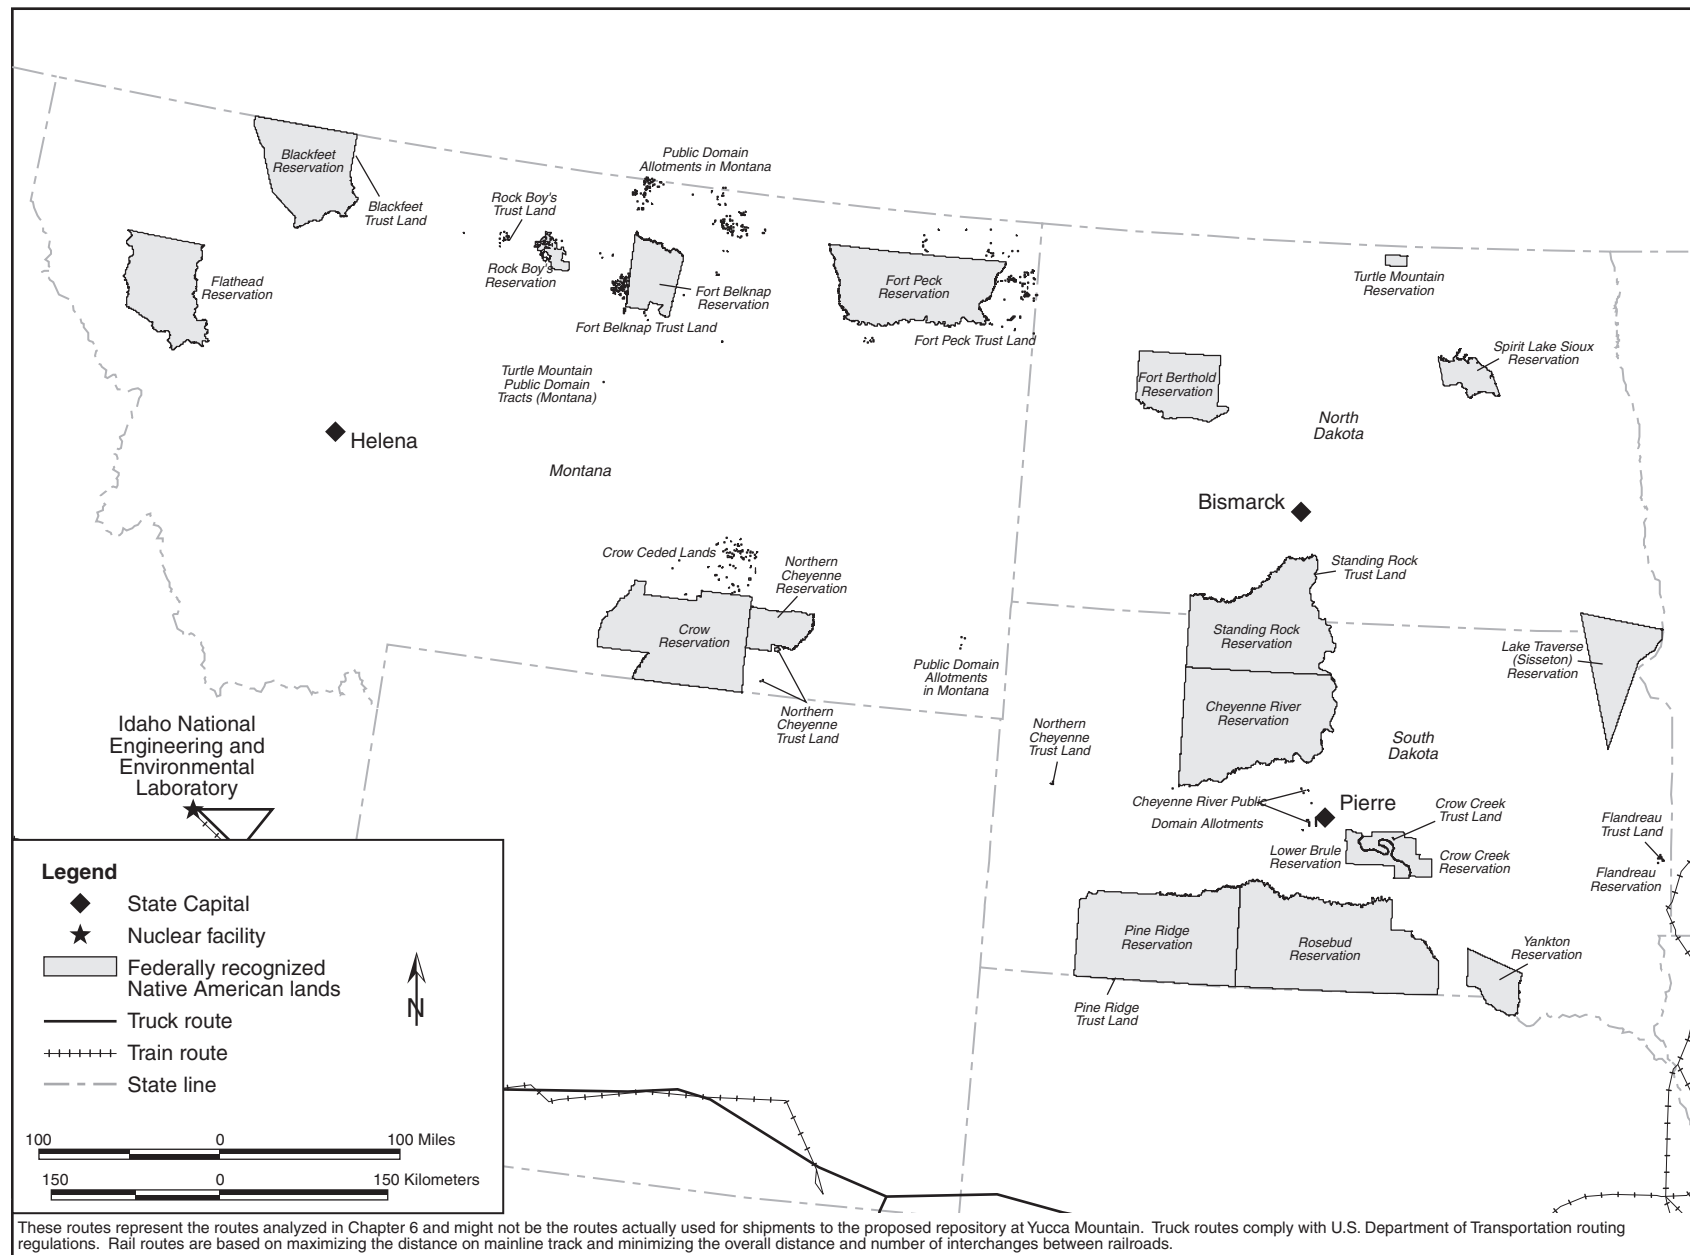 Blackfeet
Reservation
Blackfeet
Trust Land
Public Domain
Allotments in Montana
Rock Boy's
Trust Land
Rock Boy's
Reservation
Flathead
Reservation
Fort Belknap
Reservation
Fort Belknap Trust Land
Fort Peck
Reservation
Fort Peck Trust Land
Turtle Mountain
Reservation
Spirit Lake Sioux
Reservation
Fort Berthold
Reservation
North
Dakota
Turtle Mountain
Public Domain
Tracts (Montana)
Helena
Montana
Bismarck
Crow Ceded Lands
Northern
Cheyenne
Reservation
Crow
Reservation
Standing Rock
Trust Land
Standing Rock
Reservation
Lake Traverse
(Sisseton)
Reservation
Public Domain
Allotments
in Montana
Northern
Cheyenne
Trust Land
Northern
Cheyenne
Trust Land
Cheyenne River
Reservation
South
Dakota
Idaho National
Engineering and
Environmental
Laboratory
Cheyenne River Public
Domain Allotments
Pierre
Crow Creek
Trust Land
Flandreau
Trust Land
Lower Brule
Reservation
Crow Creek
Reservation
Flandreau
Reservation
Pine Ridge
Reservation
Rosebud
Reservation
Yankton
Reservation
Pine Ridge
Trust Land
Legend
State Capital
Nuclear facility
Federally recognized
Native American lands
Truck route
Train route
State line
N
100 0 100 Miles
150 0 150 Kilometers
These routes represent the routes analyzed in Chapter 6 and might not be the routes actually used for shipments to the proposed repository at Yucca Mountain. Truck routes comply with U.S. Department of Transportation routing
regulations. Rail routes are based on maximizing the distance on mainline track and minimizing the overall distance and number of interchanges between railroads.